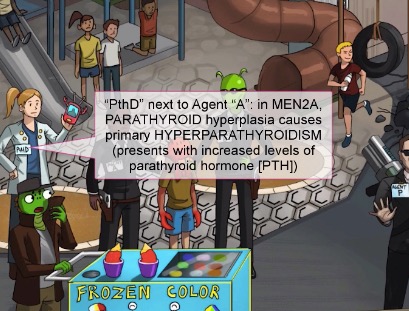 “PthD” next to Agent “A”: in MEN2A,
PARATHYROID hyperplasia causes
primary HYPERPARATHYROIDISM
(presents with increased levels of
parathyroid hormone [PTH])
PthD
AGENT
P
FROZEN COLOR